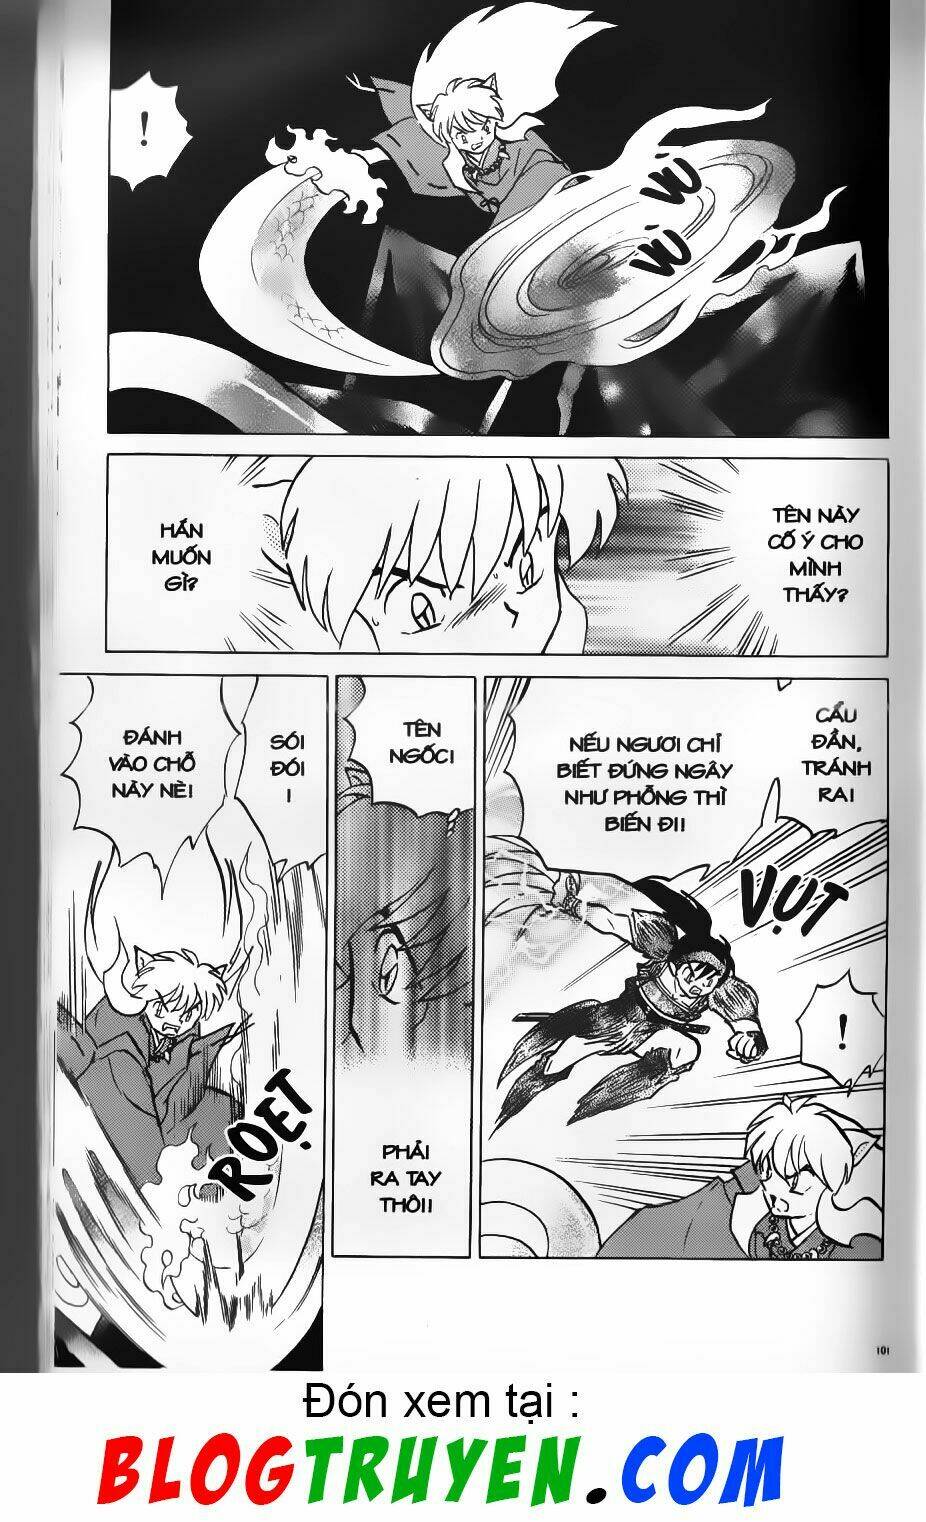 !
VÙ
VÙ
TÊN NÀY
CỐ Ý CHO
MÌNH
THẤY?
HẮN
MUỐN
GÌ?
CẨU
ĐẦN,
TRÁNH
RA!
NẾU NGƯƠI CHỈ
BIẾT ĐỨNG NGÂY
NHƯ PHỖNG THÌ
BIẾN ĐI!
VỤT
!
TÊN
NGỐC!
PHẢI
RA TAY
THÔI!
SÓI
ĐÓI
!
ĐÁNH
VÀO CHỖ
NÀY NÈ!
ROẸT
101
Đón xem tại :
BLOGTRUYEN.COM